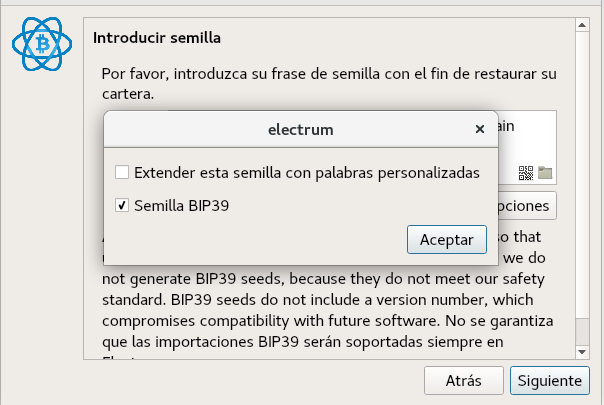 Introducir semilla
Por favor, introduzca su frase de semilla con el fin de restaurar su
cartera.
electrum
Extender esta semilla con palabras personalizadas
Semilla BIP39
Aceptar
so that
we do
not generate BIP39 seeds, because they do not meet our safety
standard. BIP39 seeds do not include a version number, which
compromises compatibility with future software. No se garantiza
que las importaciones BIP39 serán soportadas siempre en
Atrás
Siguiente